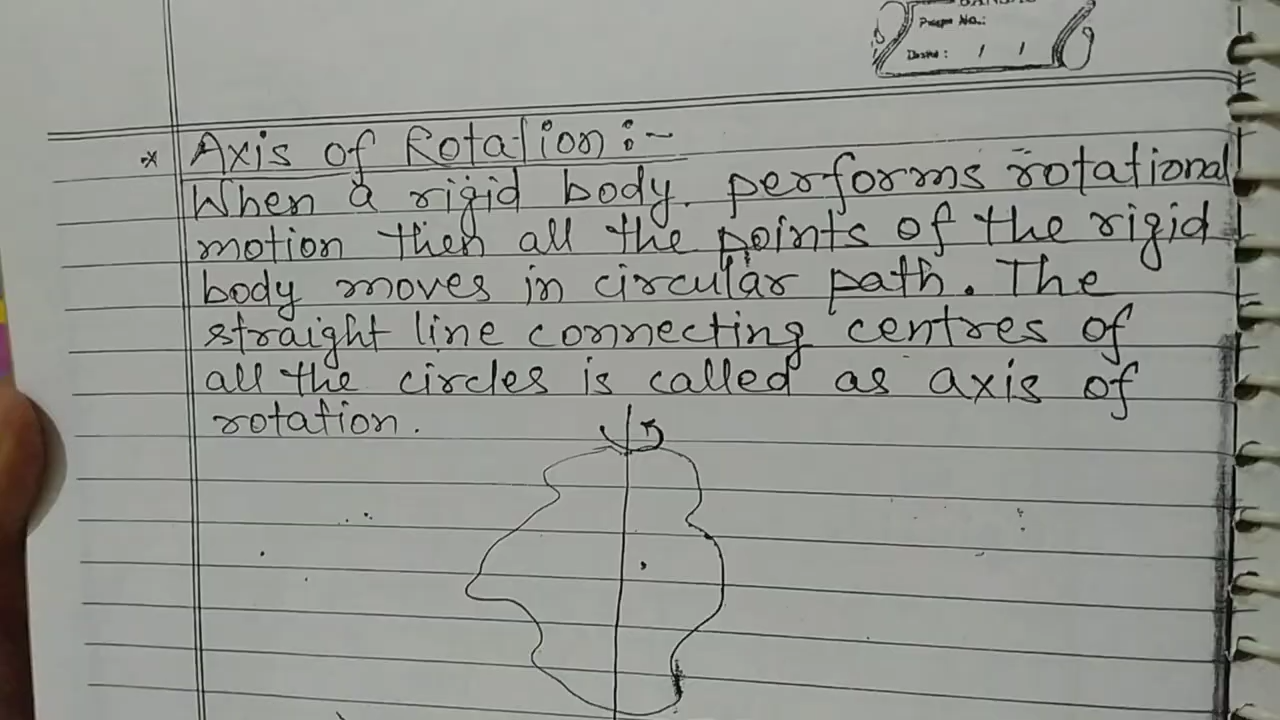 Page No.:
Date: / /
* Axis of Rotation :-
When a rigid body. performs rotational
motion then all the points of the rigid
body moves in circular path. The
straight line connecting centres of
all the circles is called as axis of
rotation.